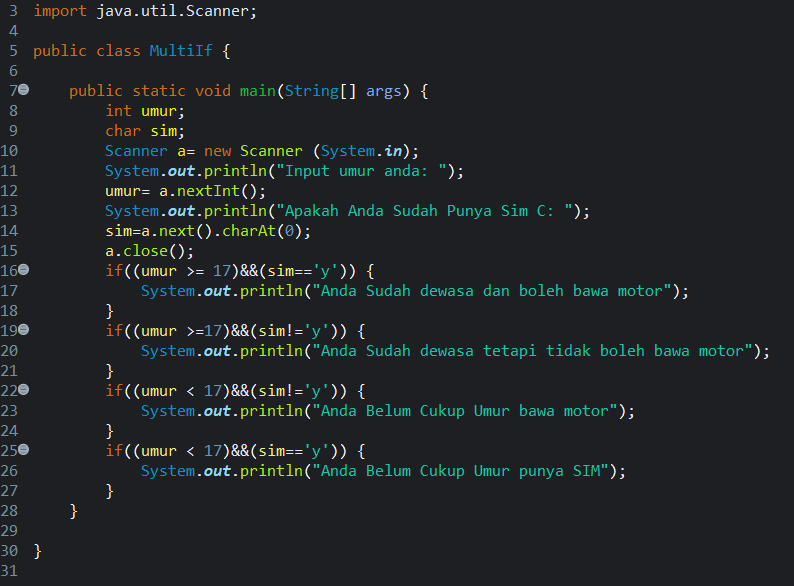 3 import java.util.Scanner;
4
5 public class MultiIf {
6
7 public static void main(String[] args) {
8 int umur;
9 char sim;
10 Scanner a= new Scanner (System.in);
11 System.out.println("Input umur anda: ");
12 umur= a.nextInt();
13 System.out.println("Apakah Anda Sudah Punya Sim C: ");
14 sim=a.next().charAt(0);
15 a.close();
16 if((umur >= 17)&&(sim=='y')) {
17 System.out.println("Anda Sudah dewasa dan boleh bawa motor");
18 }
19 if((umur >=17)&&(sim!='y')) {
20 System.out.println("Anda Sudah dewasa tetapi tidak boleh bawa motor");
21 }
22 if((umur < 17)&&(sim!='y')) {
23 System.out.println("Anda Belum Cukup Umur bawa motor");
24 }
25 if((umur < 17)&&(sim=='y')) {
26 System.out.println("Anda Belum Cukup Umur punya SIM");
27 }
28 }
29
30 }
31